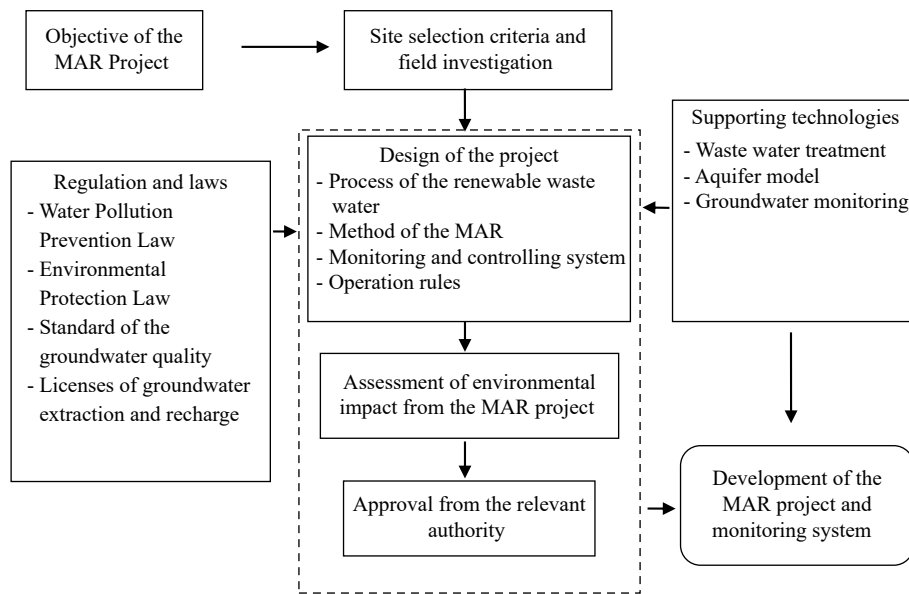 Objective of the
MAR Project
Site selection criteria and
field investigation
Regulation and laws
- Water Pollution
Prevention Law
- Environmental
Protection Law
- Standard of the
groundwater quality
- Licenses of groundwater
extraction and recharge
Design of the project
- Process of the renewable waste
water
- Method of the MAR
- Monitoring and controlling system
- Operation rules
Supporting technologies
- Waste water treatment
- Aquifer model
- Groundwater monitoring
Assessment of environmental
impact from the MAR project
Approval from the relevant
authority
Development of the
MAR project and
monitoring system